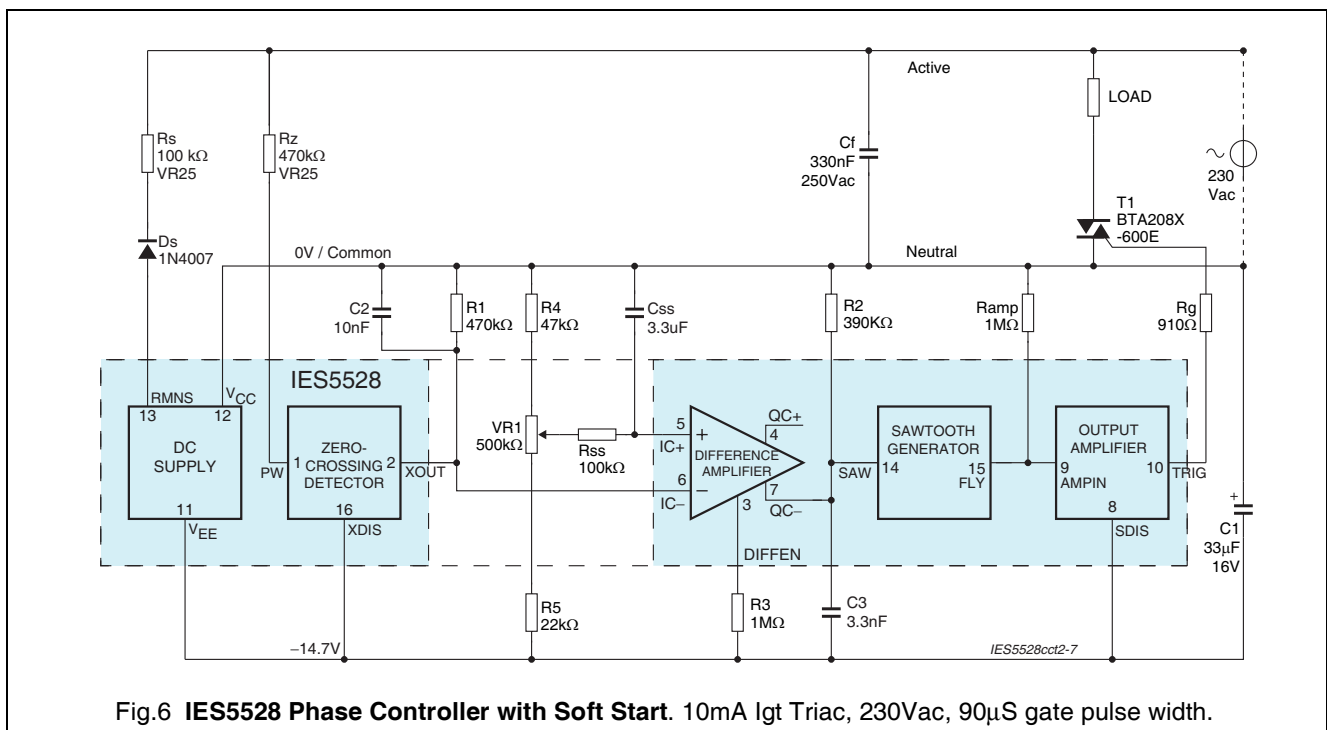 Active
LOAD
Rs
100 kΩ
VR25
Rz
470kΩ
VR25
Cf
330nF
250Vac
230
Vac
T1
BTA208X
-600E
Ds
1N4007
0V / Common
Neutral
C2
10nF
R1
470kΩ
R4
47kΩ
Css
3.3uF
R2
390KΩ
Ramp
1MΩ
Rg
910Ω
IES5528
RMNS
13
VCC
12
DC
SUPPLY
11
VEE
PW
1
ZERO-
CROSSING
DETECTOR
2
XOUT
16
XDIS
VR1
500kΩ
Rss
100kΩ
5
IC+
+
6
IC−
−
DIFFERENCE
AMPLIFIER
QC+
4
7
QC−
3
DIFFEN
SAW
SAWTOOTH
GENERATOR
14
15
FLY
OUTPUT
AMPLIFIER
9
AMPIN
10
TRIG
8
SDIS
+
C1
33µF
16V
R5
22kΩ
R3
1MΩ
C3
3.3nF
−14.7V
IES5528cct2-7
Fig.6 IES5528 Phase Controller with Soft Start. 10mA Igt Triac, 230Vac, 90µS gate pulse width.